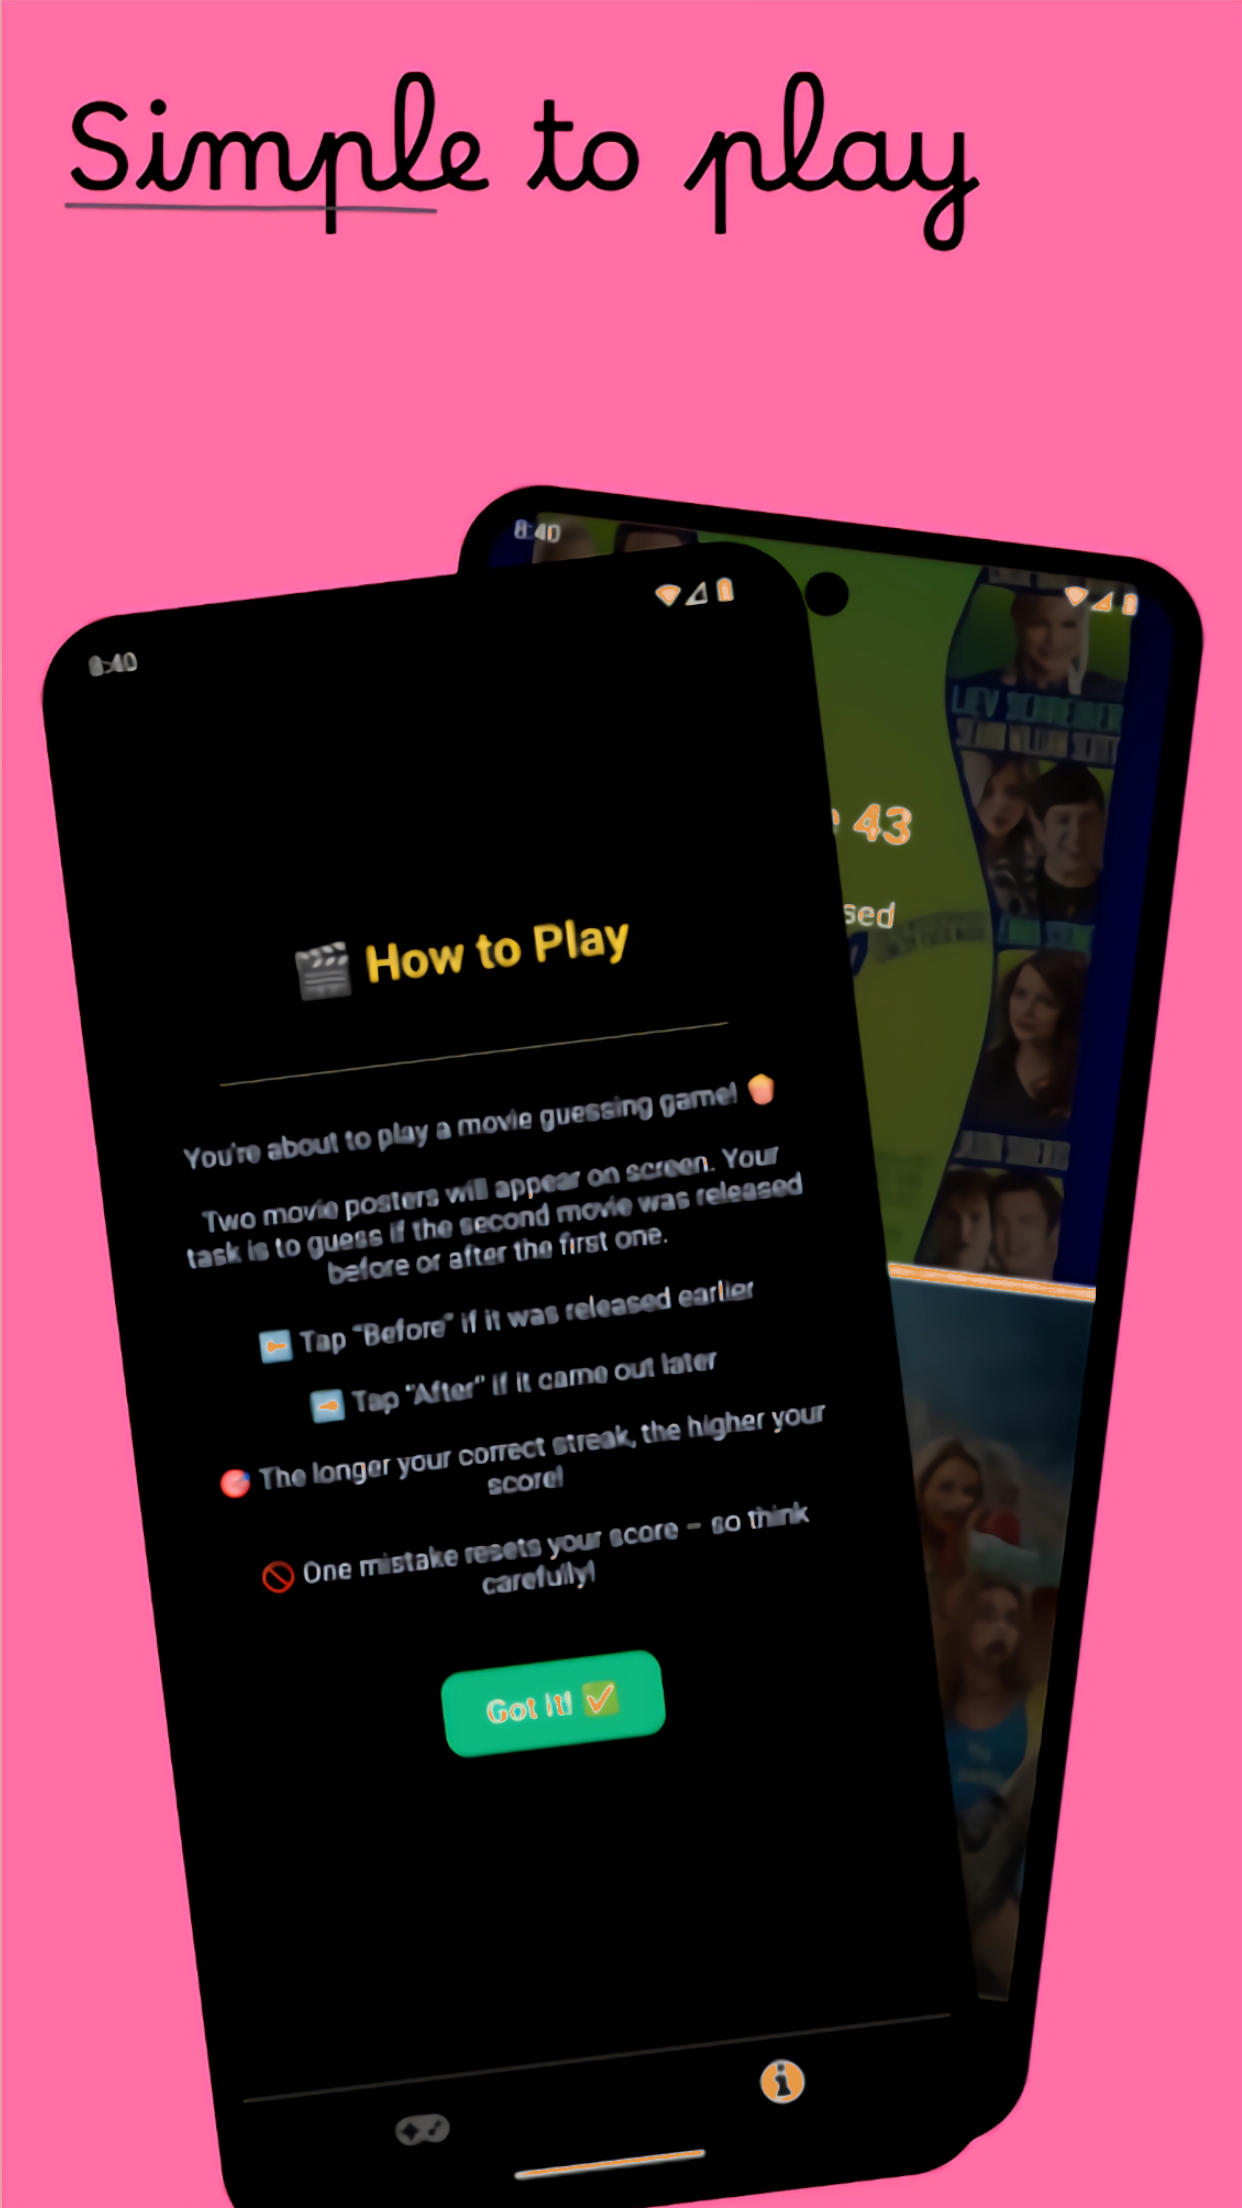 Simple to play
8:40
8:40
How to Play
You're about to play a movie guessing game!
Two movie posters will appear on screen. Your
task is to guess if the second movie was released
before or after the first one.
Tap "Before" if it was released earlier
Tap "After" if it came out later
The longer your correct streak, the higher your
score!
One mistake resets your score – so think
carefully!
Got it!
43
sed
LIEV SCHREIBER